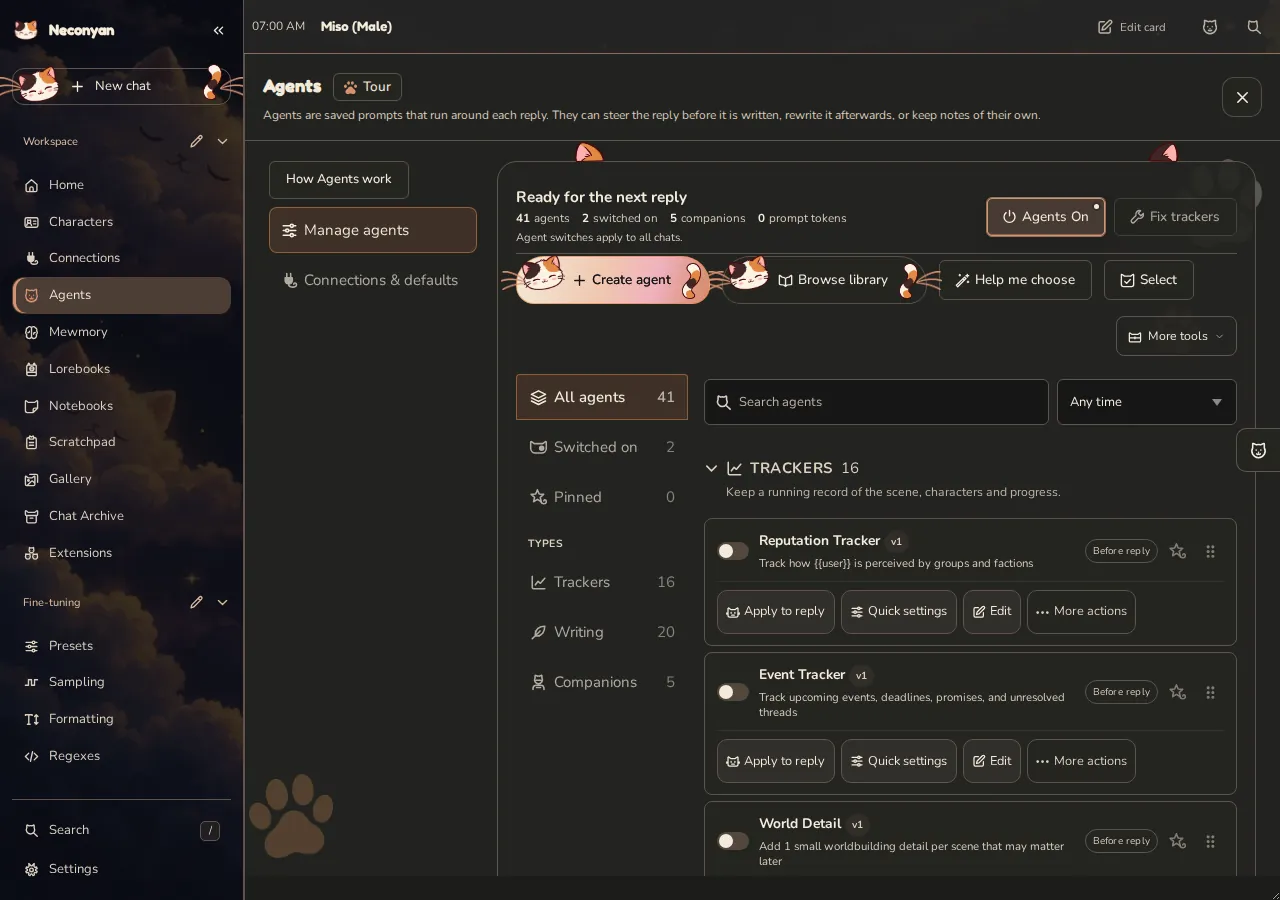 Neconyan
New chat
Workspace
Home
Characters
Connections
Agents
Mewmory
Lorebooks
Notebooks
Scratchpad
Gallery
Chat Archive
Extensions
Fine-tuning
Presets
Sampling
Formatting
Regexes
Search /
Settings
07:00 AM Miso (Male)
Edit card
Agents
Tour
Agents are saved prompts that run around each reply. They can steer the reply before it is written, rewrite it afterwards, or keep notes of their own.
How Agents work
Manage agents
Connections & defaults
Ready for the next reply
41 agents 2 switched on 5 companions 0 prompt tokens
Agent switches apply to all chats.
Agents On
Fix trackers
Create agent
Browse library
Help me choose
Select
More tools
All agents 41
Switched on 2
Pinned 0
TYPES
Trackers 16
Writing 20
Companions 5
Search agents
Any time
TRACKERS 16
Keep a running record of the scene, characters and progress.
Reputation Tracker v1
Track how {{user}} is perceived by groups and factions
Before reply
Apply to reply
Quick settings
Edit
More actions
Event Tracker v1
Track upcoming events, deadlines, promises, and unresolved
threads
Before reply
Apply to reply
Quick settings
Edit
More actions
World Detail v1
Add 1 small worldbuilding detail per scene that may matter
later
Before reply